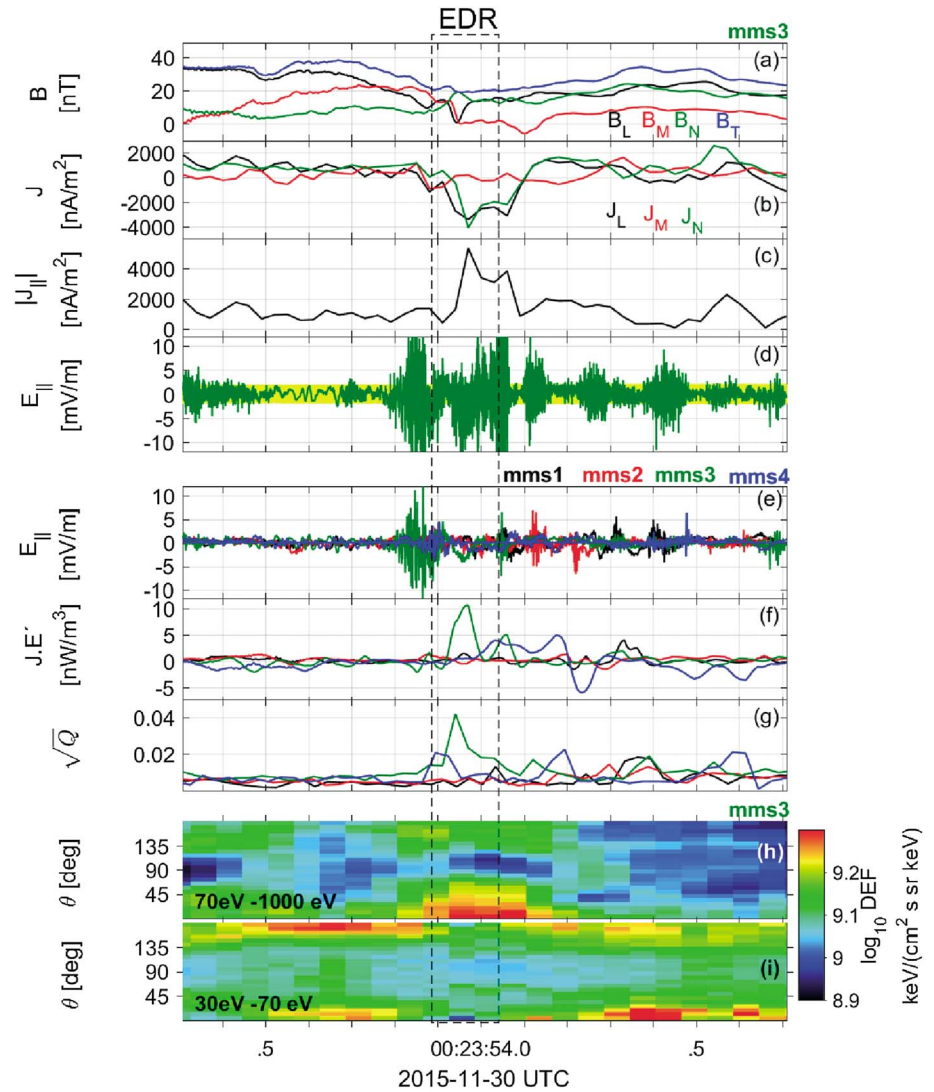 EDR
mms3
40
20
0
B
[nT]
(a)
B_L B_M B_N B_T
2000
0
-2000
-4000
J
[nA/m²]
(b)
J_L J_M J_N
4000
2000
0
|J_||| 
[nA/m²]
(c)
10
5
0
-5
-10
E_||
[mV/m]
(d)
mms1 mms2 mms3 mms4
10
5
0
-5
-10
E_||
[mV/m]
(e)
10
5
0
-5
J.E′
[nW/m³]
(f)
0.04
0.02
√Q
(g)
mms3
135
90
45
θ [deg]
(h)
70eV -1000 eV
135
90
45
θ [deg]
(i)
30eV -70 eV
9.2
9.1
9
8.9
log₁₀ DEF
keV/(cm² s sr keV)
.5 00:23:54.0 .5
2015-11-30 UTC